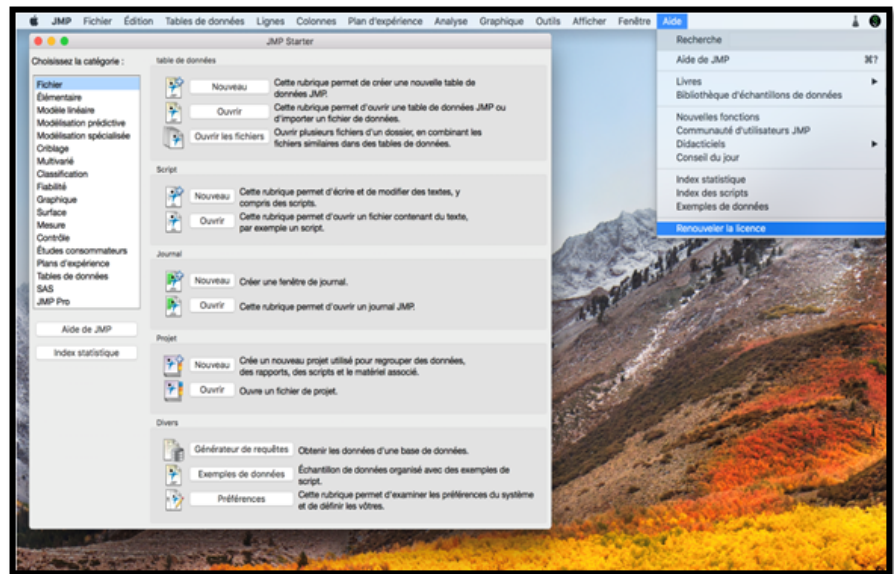 JMP Fichier Édition Tables de données Lignes Colonnes Plan d'expérience Analyse Graphique Outils Afficher Fenêtre Aide
JMP Starter
Choisissez la catégorie :
Fichier
Élémentaire
Modèle linéaire
Modélisation prédictive
Modélisation spécialisée
Criblage
Multivarié
Classification
Fiabilité
Graphique
Surface
Mesure
Contrôle
Études consommateurs
Plans d'expérience
Tables de données
SAS
JMP Pro
Aide de JMP
Index statistique
table de données
Nouveau
Cette rubrique permet de créer une nouvelle table de
données JMP.
Ouvrir
Cette rubrique permet d'ouvrir une table de données JMP ou
d'importer un fichier de données.
Ouvrir les fichiers
Ouvrir plusieurs fichiers d'un dossier, en combinant les
fichiers similaires dans des tables de données.
Script
Nouveau
Cette rubrique permet d'écrire et de modifier des textes, y
compris des scripts.
Ouvrir
Cette rubrique permet d'ouvrir un fichier contenant du texte,
par exemple un script.
Journal
Nouveau
Créer une fenêtre de journal.
Ouvrir
Cette rubrique permet d'ouvrir un journal JMP.
Projet
Nouveau
Crée un nouveau projet utilisé pour regrouper des données,
des rapports, des scripts et le matériel associé.
Ouvrir
Ouvre un fichier de projet.
Divers
Générateur de requêtes
Obtenir les données d'une base de données.
Exemples de données
Échantillon de données organisé avec des exemples de
script.
Préférences
Cette rubrique permet d'examiner les préférences du système
et de définir les vôtres.
Recherche
Aide de JMP ⌘?
Livres
Bibliothèque d'échantillons de données
Nouvelles fonctions
Communauté d'utilisateurs JMP
Didacticiels
Conseil du jour
Index statistique
Index des scripts
Exemples de données
Renouveler la licence